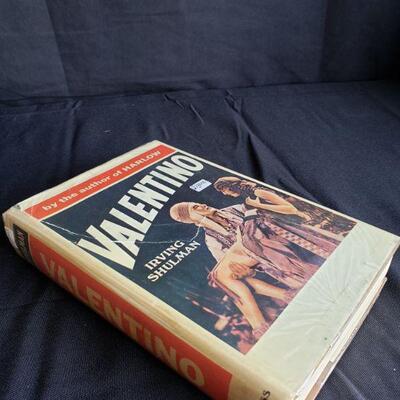 by the author of HARLOW
VALENTINO
IRVING
SHULMAN
VALENTINO